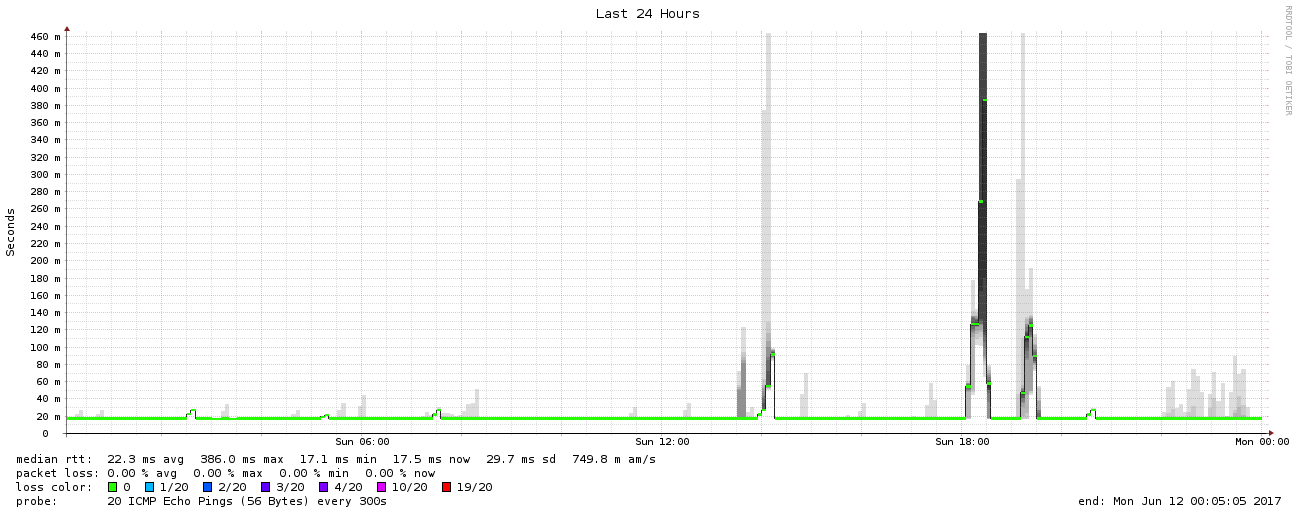 Last 24 Hours
RRDTOOL / TOBI OETIKER
Seconds
460 m
440 m
420 m
400 m
380 m
360 m
340 m
320 m
300 m
280 m
260 m
240 m
220 m
200 m
180 m
160 m
140 m
120 m
100 m
80 m
60 m
40 m
20 m
0
Sun 06:00 Sun 12:00 Sun 18:00 Mon 00:00
median rtt: 22.3 ms avg 386.0 ms max 17.1 ms min 17.5 ms now 29.7 ms sd 749.8 m am/s
packet loss: 0.00 % avg 0.00 % max 0.00 % min 0.00 % now
loss color: 0 1/20 2/20 3/20 4/20 10/20 19/20
probe: 20 ICMP Echo Pings (56 Bytes) every 300s end: Mon Jun 12 00:05:05 2017